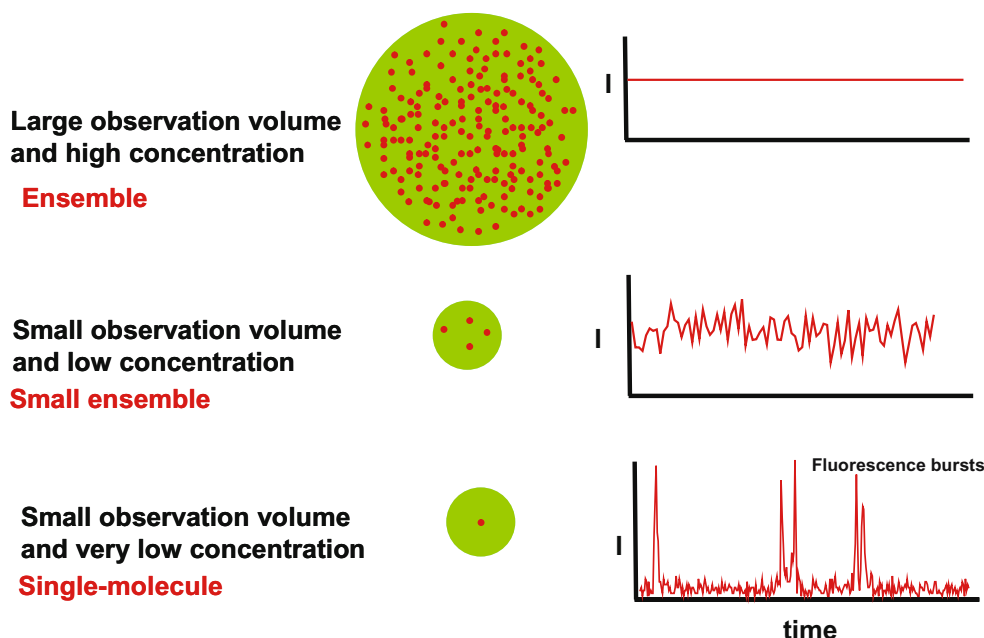 Large observation volume
and high concentration
Ensemble
I
Small observation volume
and low concentration
Small ensemble
I
Fluorescence bursts
Small observation volume
and very low concentration
Single-molecule
I
time